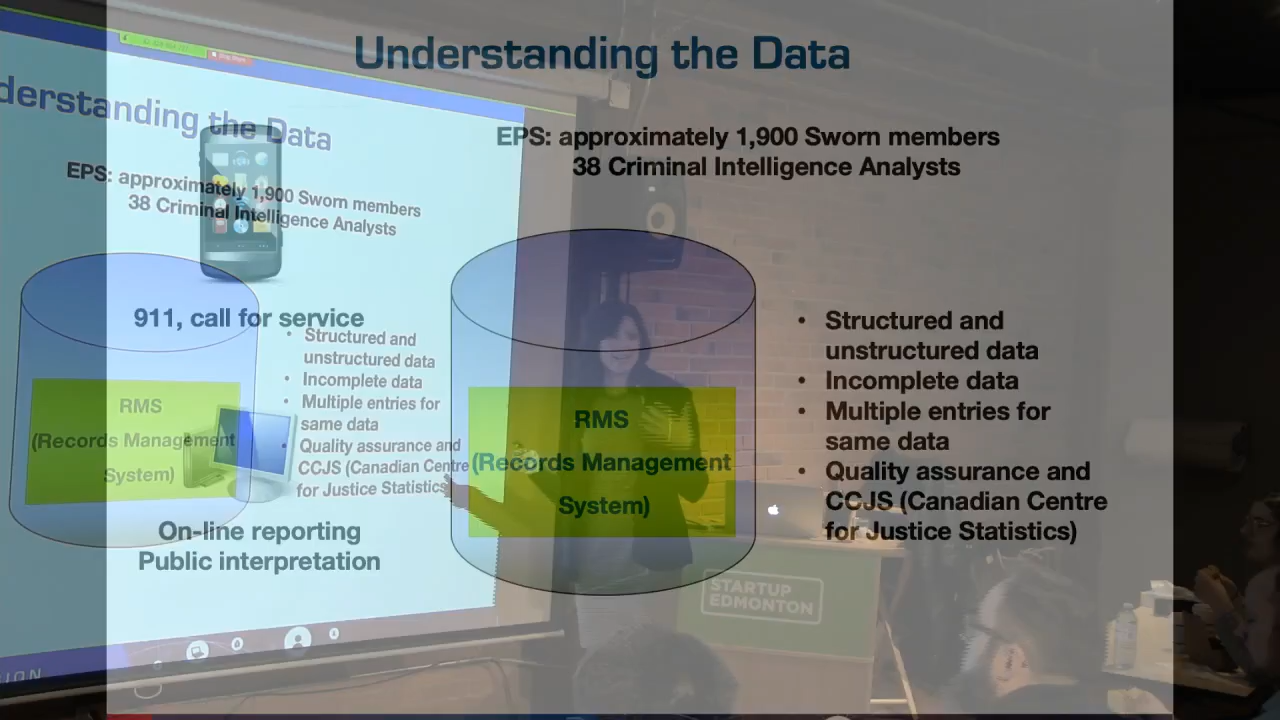 Understanding the Data
EPS: approximately 1,900 Sworn members
38 Criminal Intelligence Analysts
911, call for service
On-line reporting
Public interpretation
RMS
(Records Management
System)
• Structured and
unstructured data
• Incomplete data
• Multiple entries for
same data
• Quality assurance and
CCJS (Canadian Centre
for Justice Statistics)
derstanding the Data
EPS: approximately 1,900 Sworn members
38 Criminal Intelligence Analysts
RMS
(Records Management
System)
• Structured and
unstructured data
• Incomplete data
• Multiple entries for
same data
• Quality assurance and
CCJS (Canadian Centre
for Justice Statistics)
STARTUP
EDMONTON